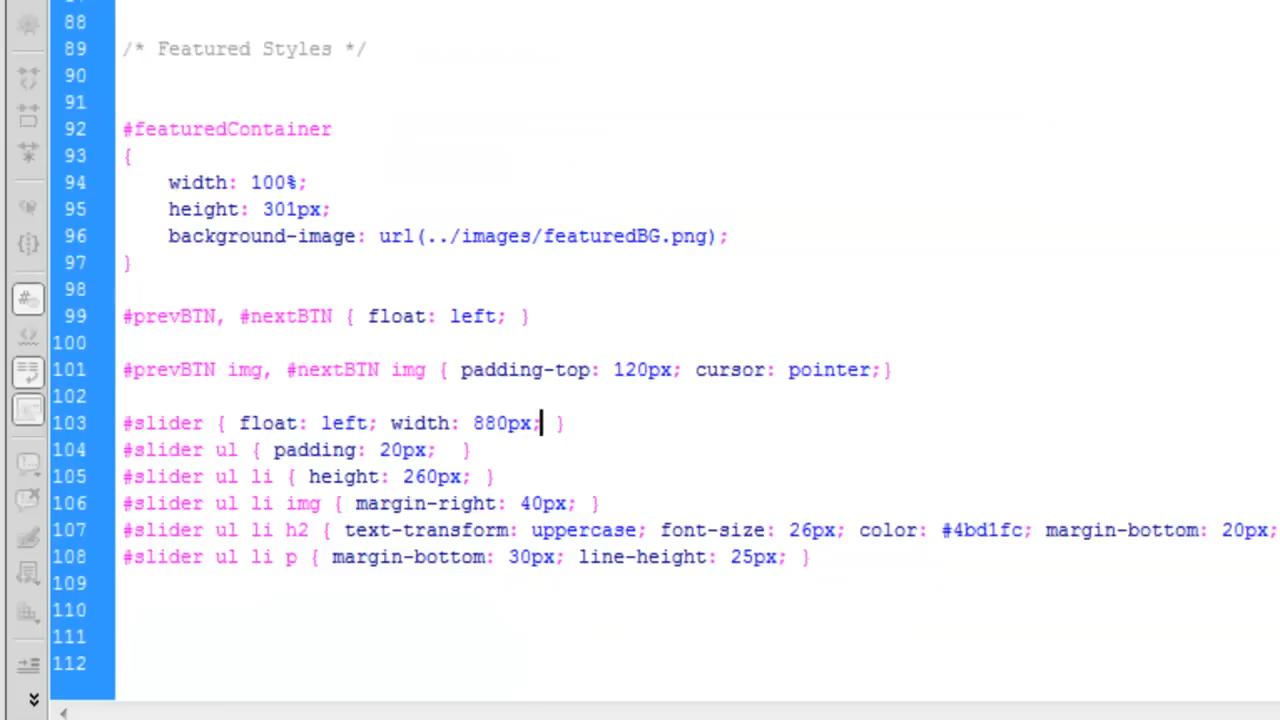 88
89 /* Featured Styles */
90
91
92 #featuredContainer
93 {
94 width: 100%;
95 height: 301px;
96 background-image: url(../images/featuredBG.png);
97 }
98
99 #prevBTN, #nextBTN { float: left; }
100
101 #prevBTN img, #nextBTN img { padding-top: 120px; cursor: pointer;}
102
103 #slider { float: left; width: 880px; }
104 #slider ul { padding: 20px;  }
105 #slider ul li { height: 260px; }
106 #slider ul li img { margin-right: 40px; }
107 #slider ul li h2 { text-transform: uppercase; font-size: 26px; color: #4bd1fc; margin-bottom: 20px;
108 #slider ul li p { margin-bottom: 30px; line-height: 25px; }
109
110
111
112